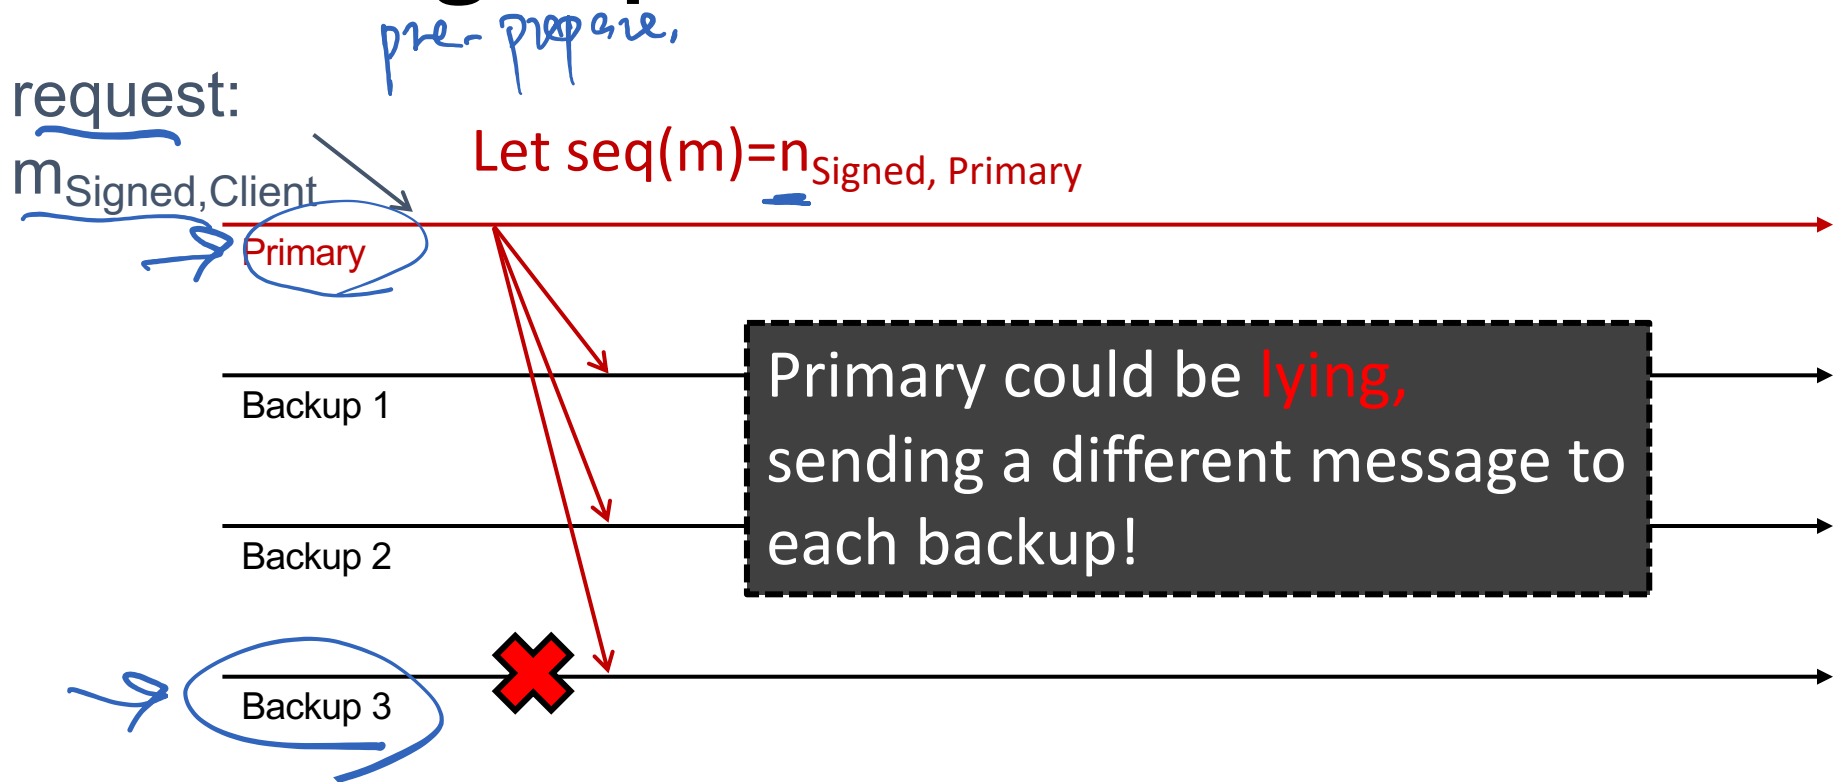 pre-prepare.
request:
mSigned,Client
Let seq(m)=nSigned, Primary
Primary
Backup 1
Primary could be lying,
sending a different message to
each backup!
Backup 2
Backup 3